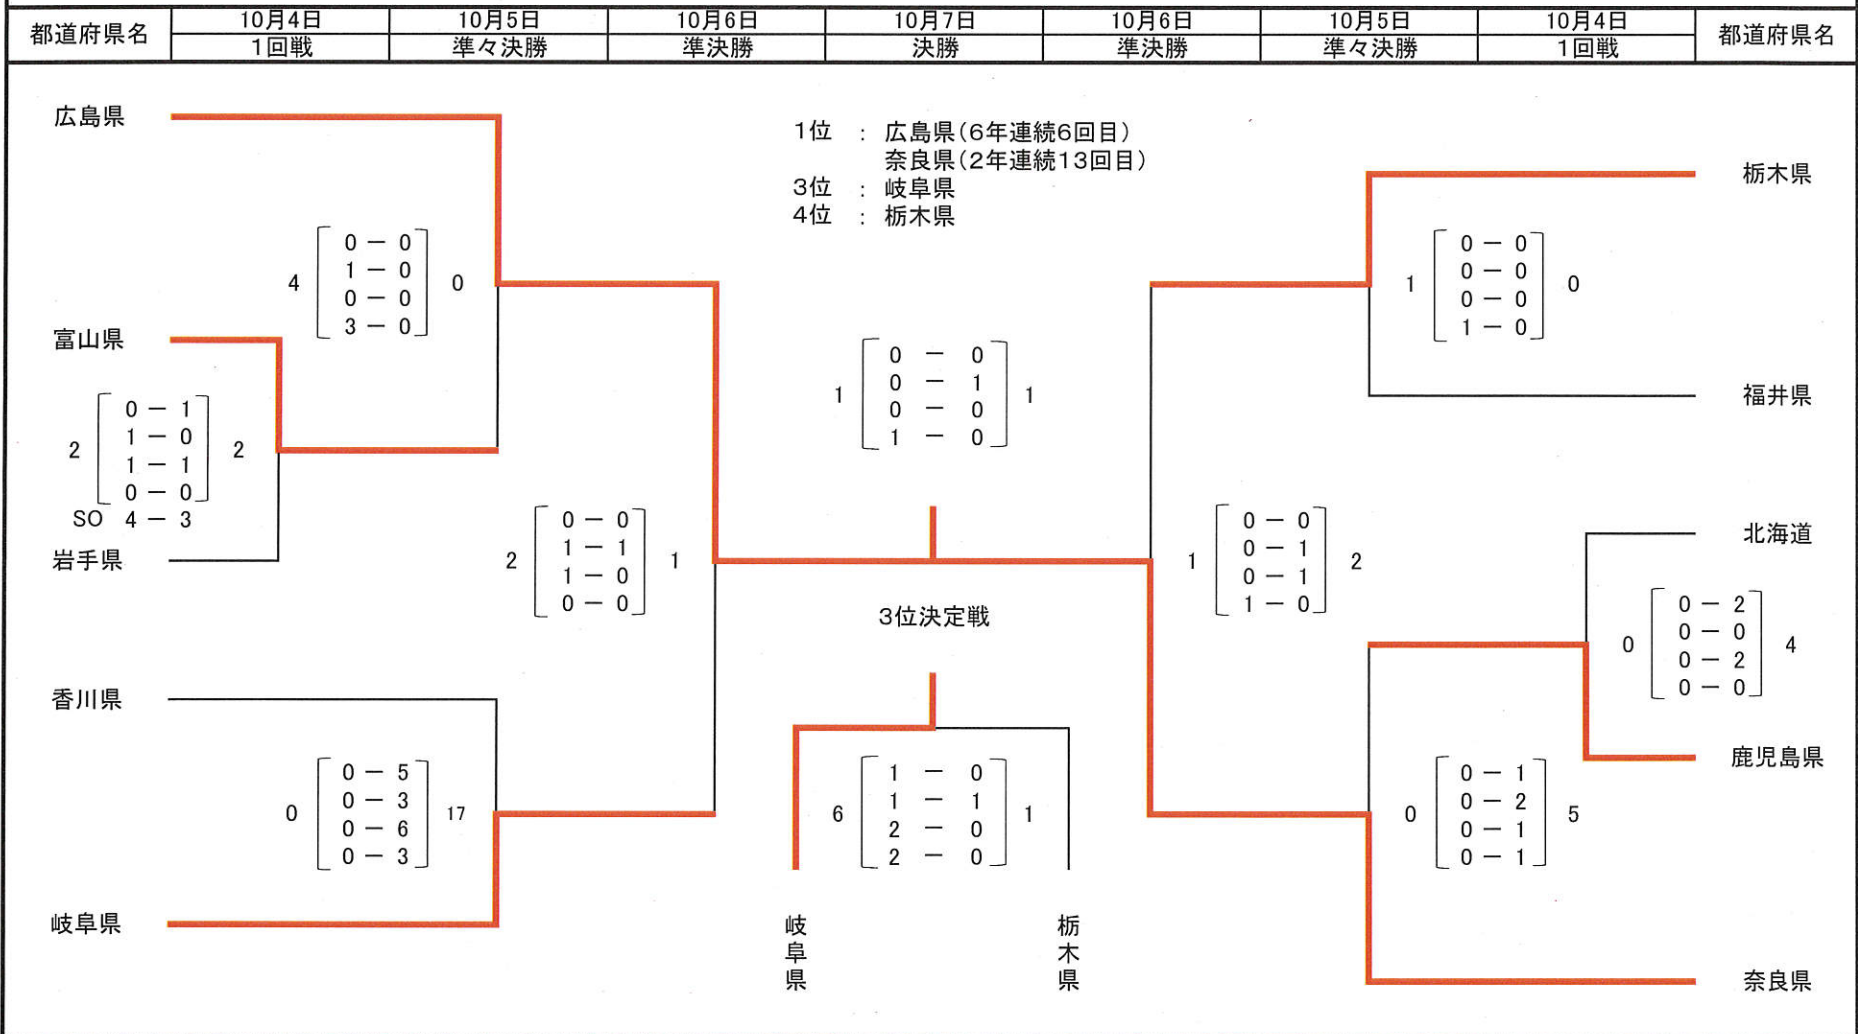 都道府県名 10月4日 10月5日 10月6日 10月7日 10月6日 10月5日 10月4日 都道府県名
1回戦 準々決勝 準決勝 決勝 準決勝 準々決勝 1回戦
広島県
富山県
岩手県
香川県
岐阜県
4
0 － 0
1 － 0
0 － 0
3 － 0
0
2
0 － 1
1 － 0
1 － 1
0 － 0
2
SO 4 － 3
0
0 － 5
0 － 3
0 － 6
0 － 3
17
2
0 － 0
1 － 1
1 － 0
0 － 0
1
1位 : 広島県(6年連続6回目)
奈良県(2年連続13回目)
3位 : 岐阜県
4位 : 栃木県
1
0 － 0
0 － 1
0 － 0
1 － 0
1
3位決定戦
6
1 － 0
1 － 1
2 － 0
2 － 0
1
岐阜県
栃木県
1
0 － 0
0 － 1
0 － 1
1 － 0
2
1
0 － 0
0 － 0
0 － 0
1 － 0
0
0
0 － 2
0 － 0
0 － 2
0 － 0
4
0
0 － 1
0 － 2
0 － 1
0 － 1
5
栃木県
福井県
北海道
鹿児島県
奈良県